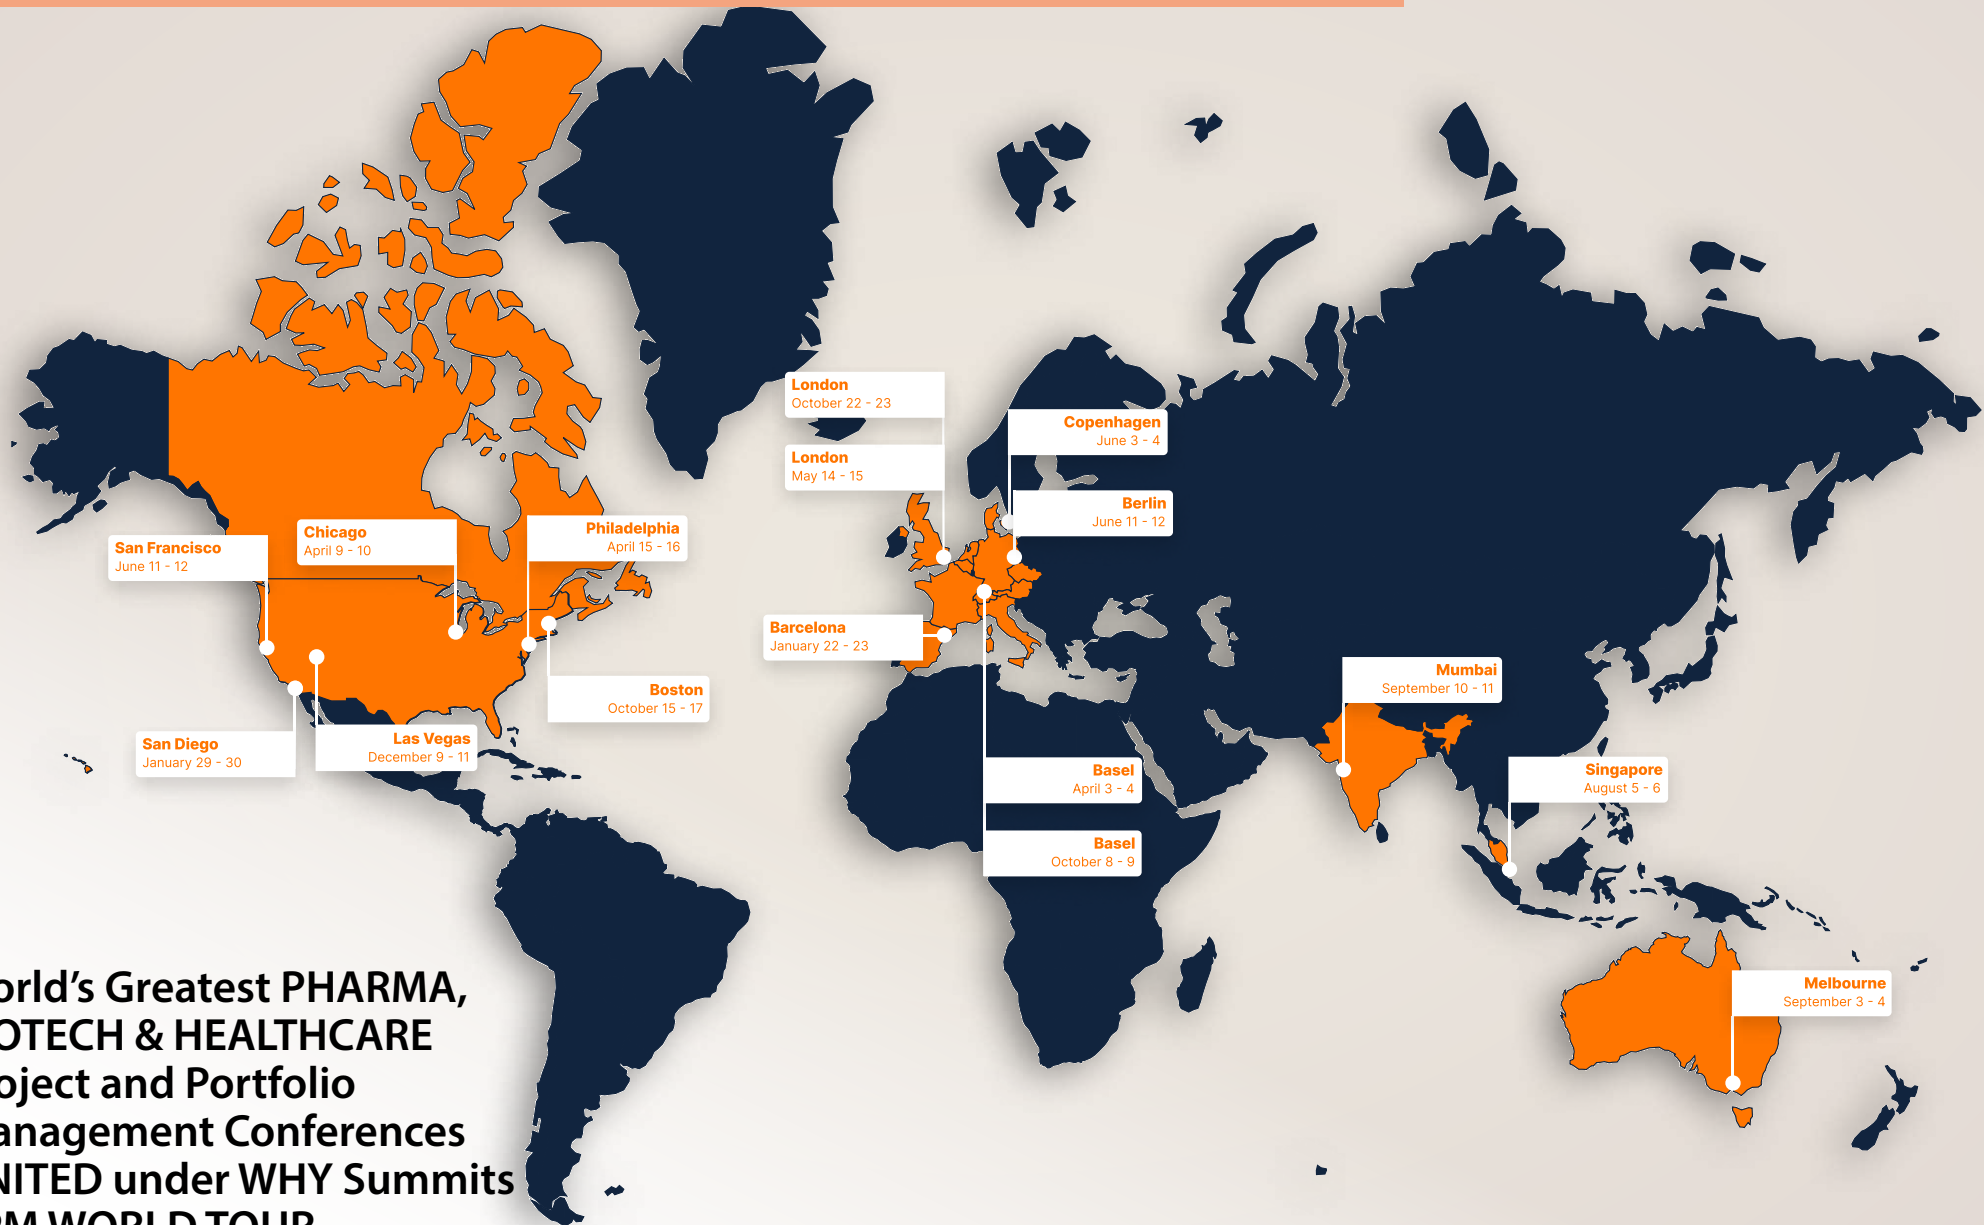 London
October 22 - 23
London
May 14 - 15
Copenhagen
June 3 - 4
Berlin
June 11 - 12
San Francisco
June 11 - 12
Chicago
April 9 - 10
Philadelphia
April 15 - 16
Barcelona
January 22 - 23
Boston
October 15 - 17
San Diego
January 29 - 30
Las Vegas
December 9 - 11
Mumbai
September 10 - 11
Basel
April 3 - 4
Singapore
August 5 - 6
Basel
October 8 - 9
Melbourne
September 3 - 4
orld's Greatest PHARMA,
OTECH & HEALTHCARE
oject and Portfolio
anagement Conferences
NITED under WHY Summits
WORLD TOUR